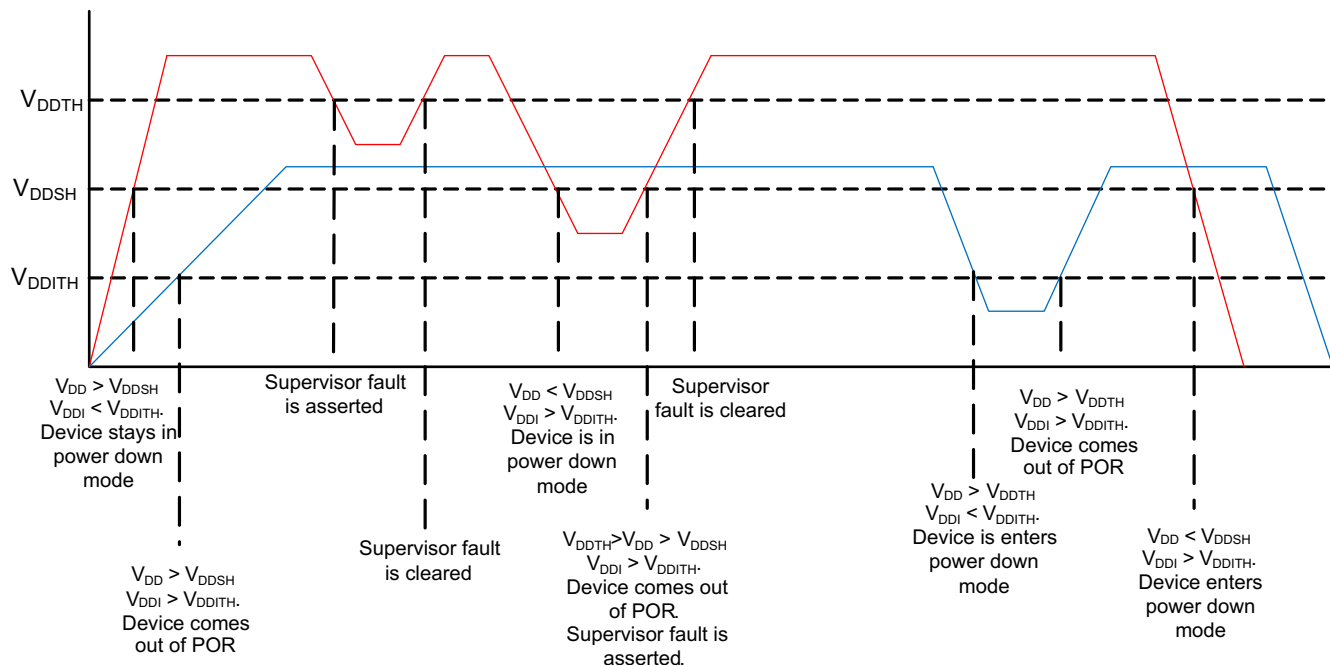 VDDTH
VDDSH
VDDITH
VDD > VDDSH
VDDI < VDDITH.
Device stays in
power down
mode
VDD > VDDSH
VDDI > VDDITH.
Device comes
out of POR
Supervisor fault
is asserted
Supervisor fault
is cleared
VDD < VDDSH
VDDI > VDDITH.
Device is in
power down
mode
VDDTH>VDD > VDDSH
VDDI > VDDITH.
Device comes out
of POR.
Supervisor fault is
asserted.
Supervisor
fault is cleared
VDD > VDDTH
VDDI < VDDITH.
Device is enters
power down
mode
VDD > VDDTH
VDDI > VDDITH.
Device comes
out of POR
VDD < VDDSH
VDDI > VDDITH.
Device enters
power down
mode